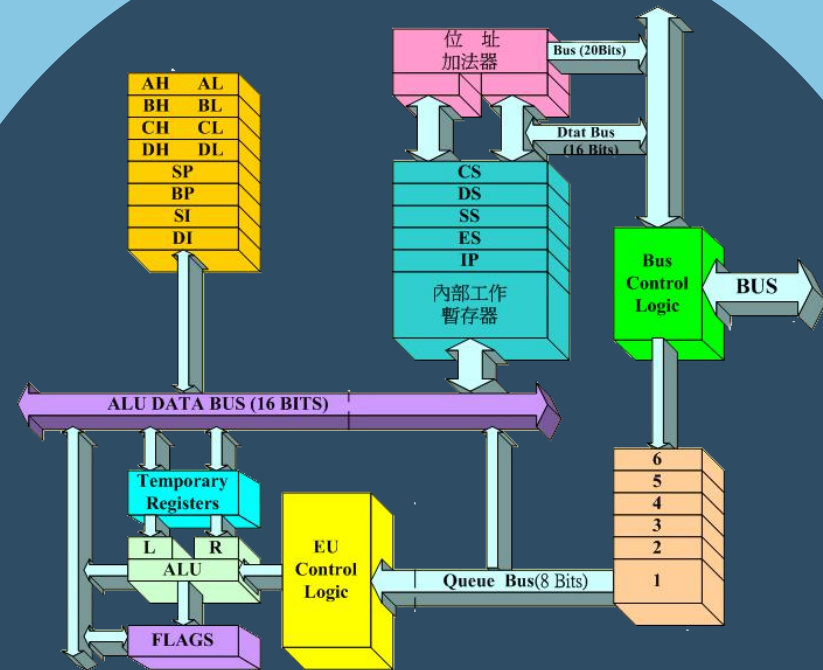 位 址
加法器
Bus (20Bits)
AH AL
BH BL
CH CL
DH DL
SP
BP
SI
DI
Dtat Bus
(16 Bits)
CS
DS
SS
ES
IP
內部工作
暫存器
Bus
Control
Logic
BUS
ALU DATA BUS (16 BITS)
Temporary
Registers
L R
ALU
FLAGS
EU
Control
Logic
Queue Bus(8 Bits)
6
5
4
3
2
1